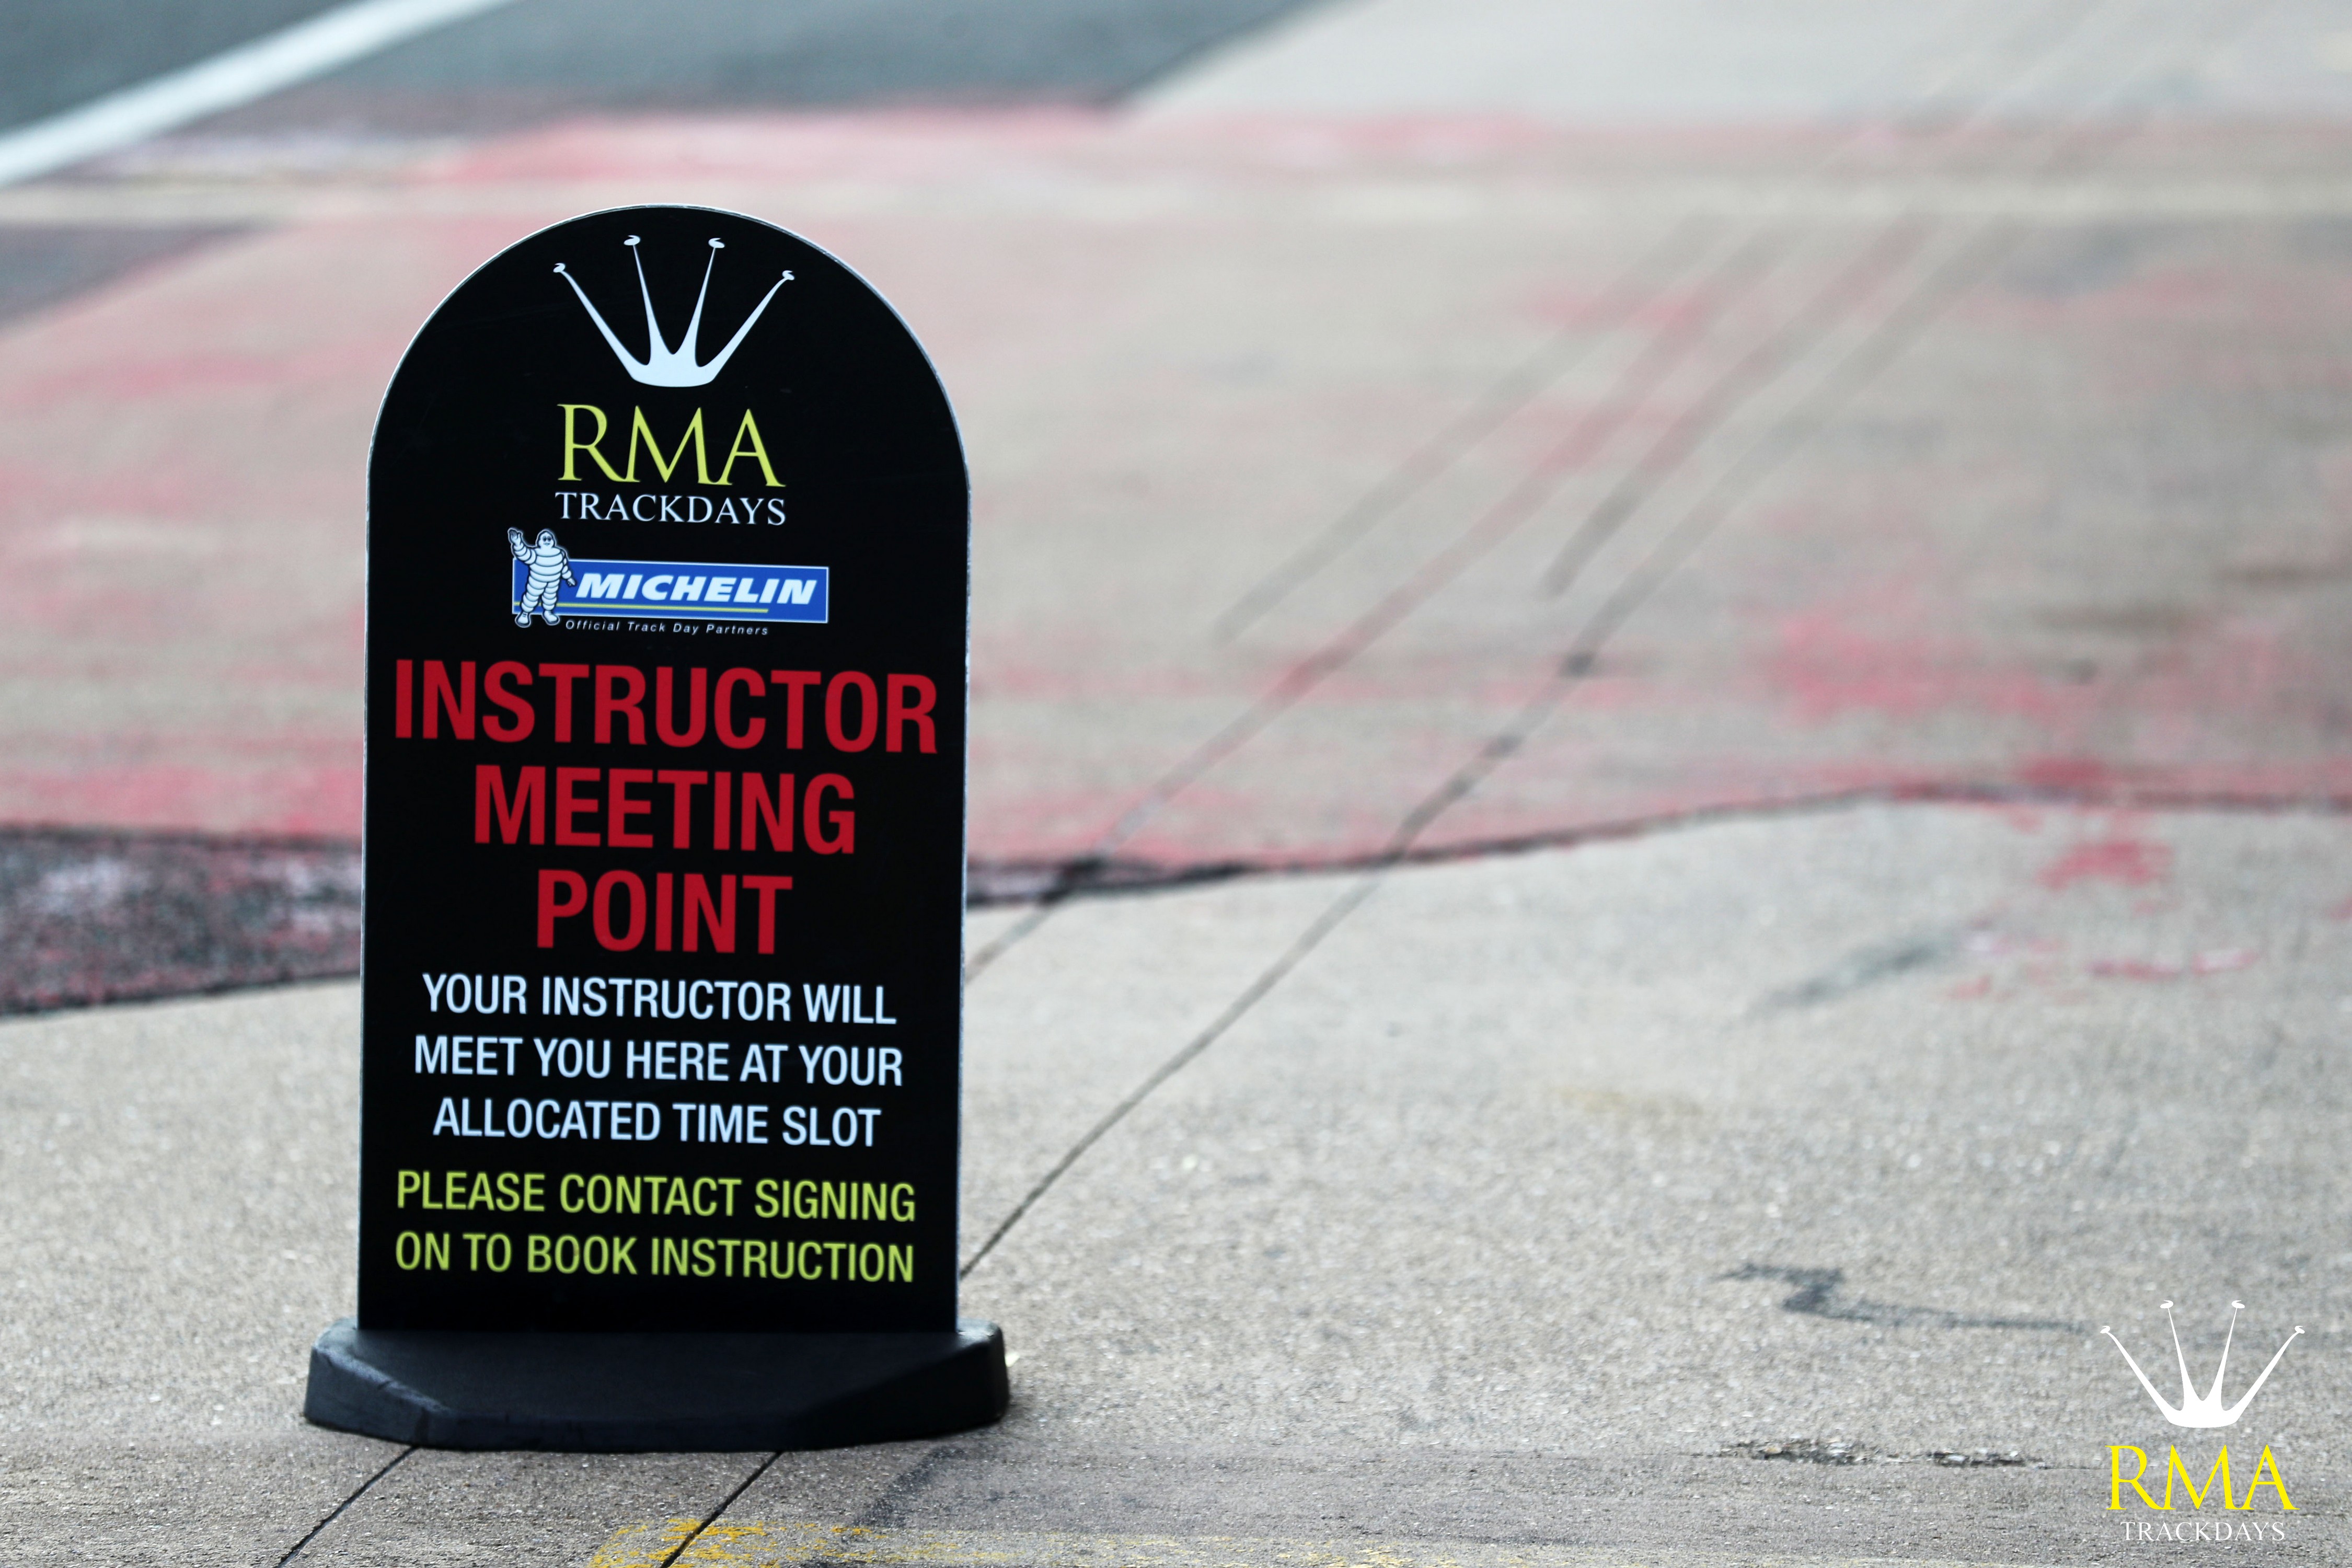 RMA
TRACKDAYS
MICHELIN
Official Track Day Partners
INSTRUCTOR
MEETING
POINT
YOUR INSTRUCTOR WILL
MEET YOU HERE AT YOUR
ALLOCATED TIME SLOT
PLEASE CONTACT SIGNING
ON TO BOOK INSTRUCTION
RMA
TRACKDAYS